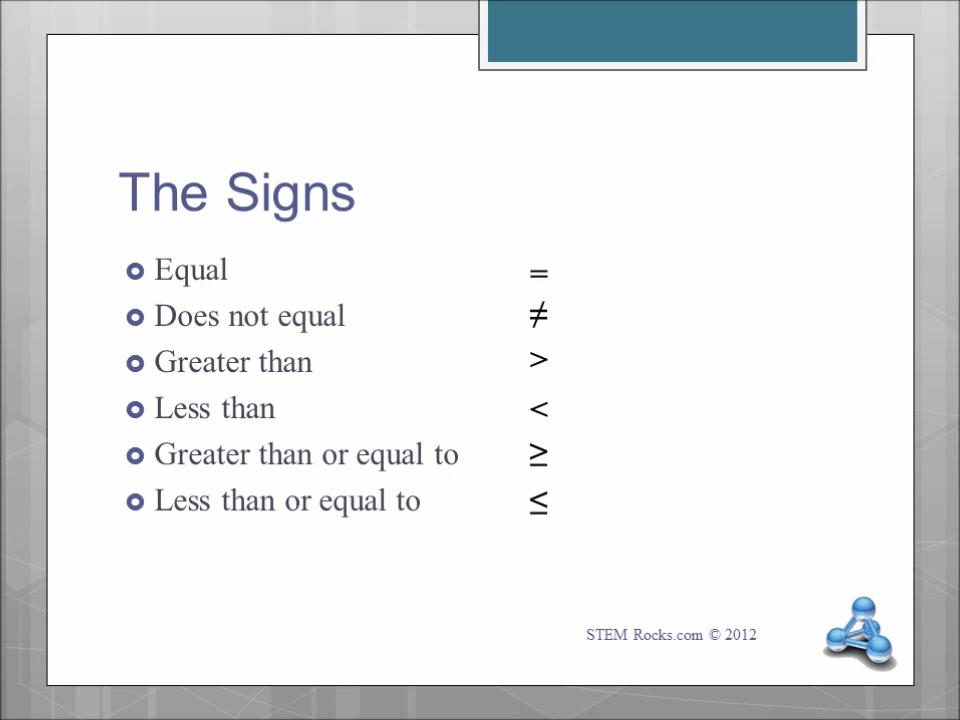 The Signs
Equal =
Does not equal ≠
Greater than >
Less than <
Greater than or equal to ≥
Less than or equal to ≤
STEM Rocks.com © 2012